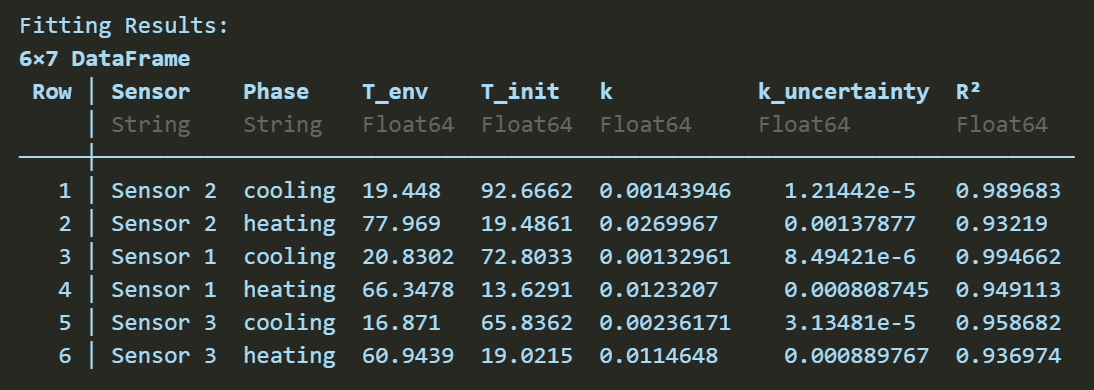 Fitting Results:
6×7 DataFrame
Row │ Sensor    Phase    T_env    T_init   k           k_uncertainty  R²
    │ String    String   Float64  Float64  Float64     Float64        Float64
─────┼──────────────────────────────────────────────────────────────────────────
1 │ Sensor 2  cooling  19.448   92.6662  0.00143946    1.21442e-5   0.989683
2 │ Sensor 2  heating  77.969   19.4861  0.0269967     0.00137877   0.93219
3 │ Sensor 1  cooling  20.8302  72.8033  0.00132961    8.49421e-6   0.994662
4 │ Sensor 1  heating  66.3478  13.6291  0.0123207     0.000808745  0.949113
5 │ Sensor 3  cooling  16.871   65.8362  0.00236171    3.13481e-5   0.958682
6 │ Sensor 3  heating  60.9439  19.0215  0.0114648     0.000889767  0.936974